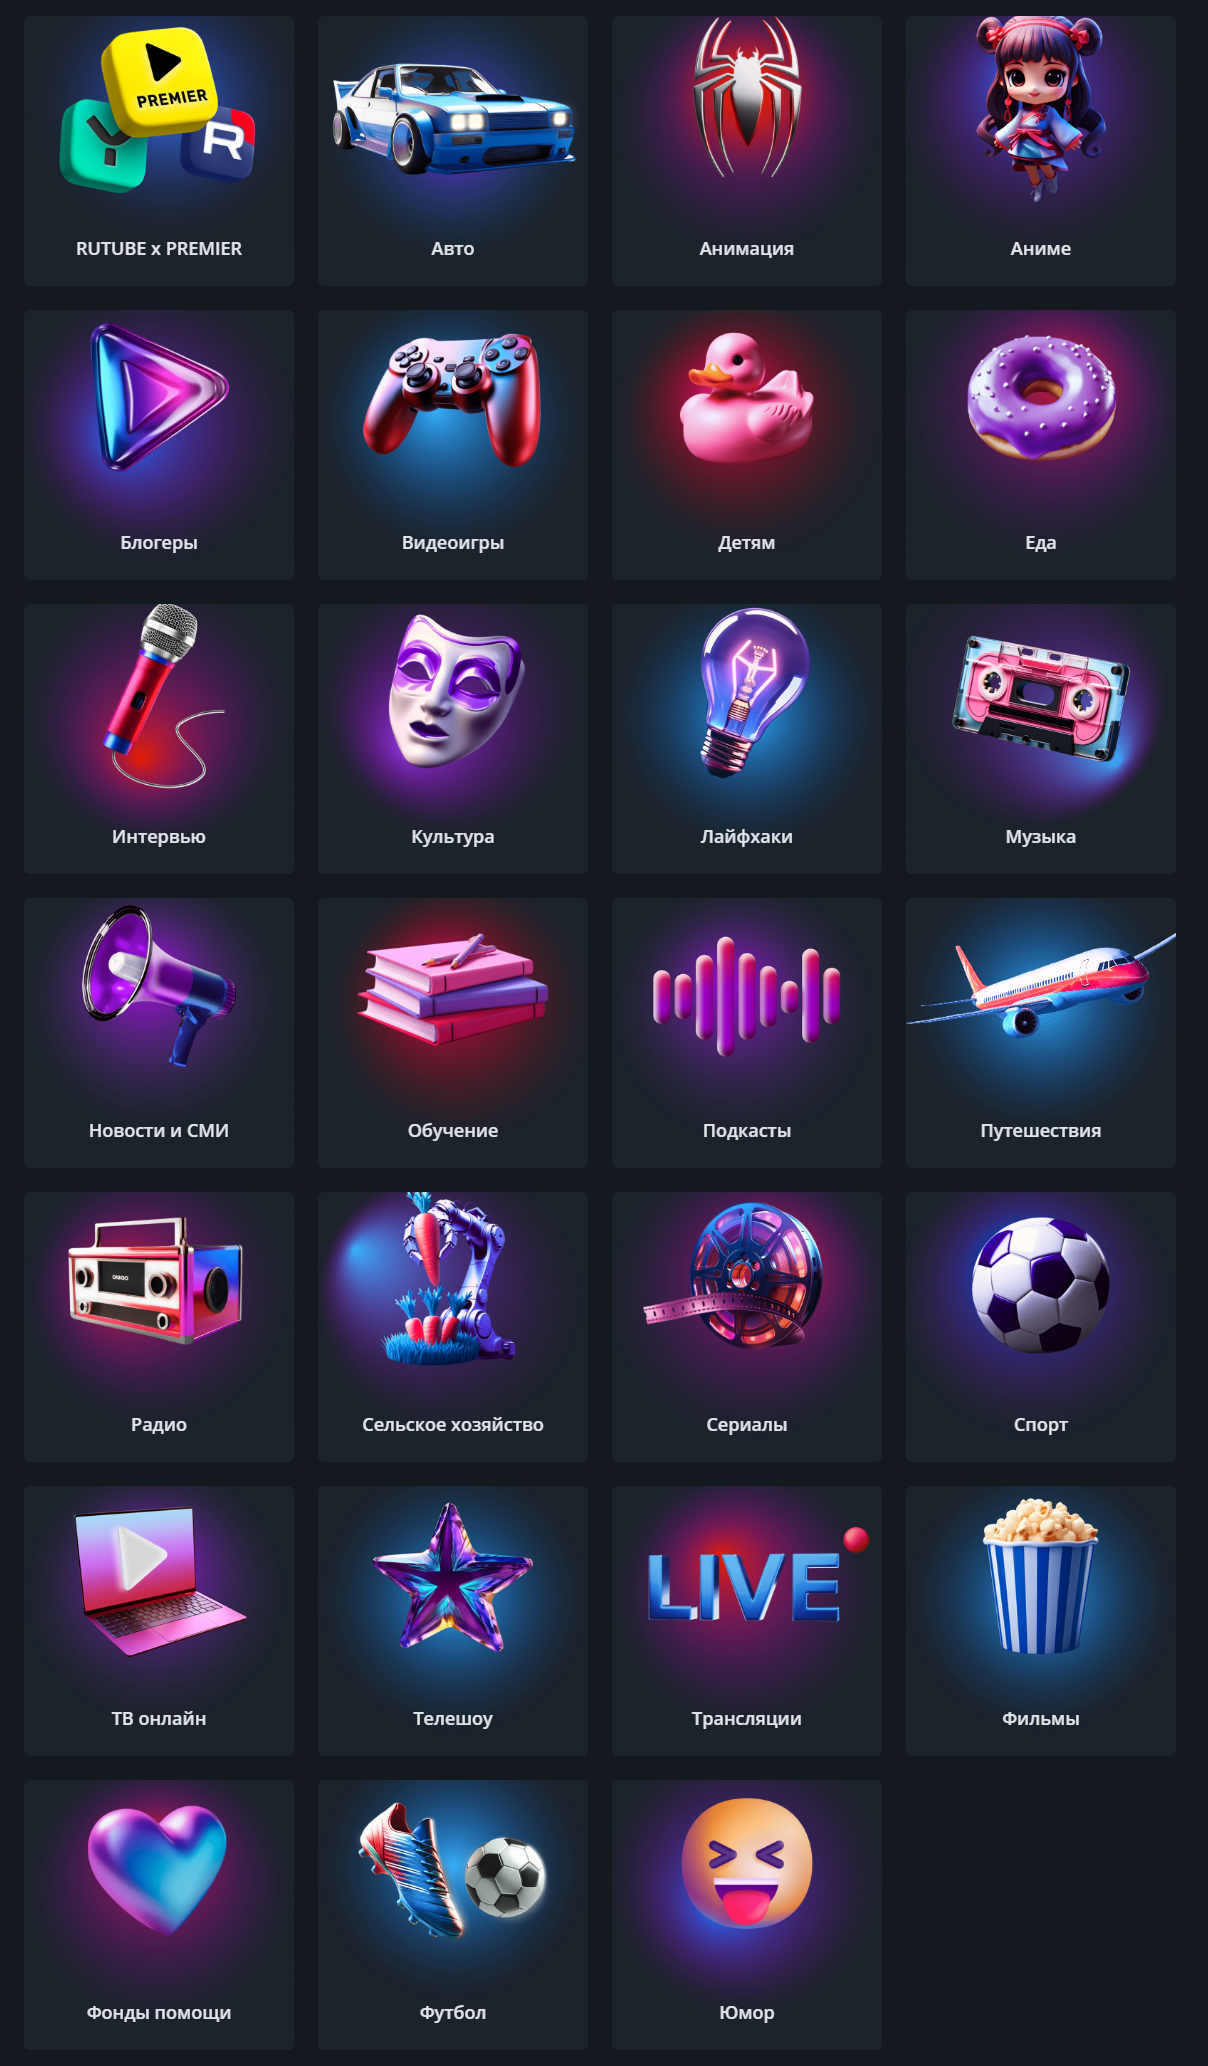 PREMIER
Y
R
RUTUBE x PREMIER
Авто
Анимация
Аниме
Блогеры
Видеоигры
Детям
Еда
Интервью
Культура
Лайфхаки
Музыка
Новости и СМИ
Обучение
Подкасты
Путешествия
Радио
Сельское хозяйство
Сериалы
Спорт
LIVE
ТВ онлайн
Телешоу
Трансляции
Фильмы
Фонды помощи
Футбол
Юмор